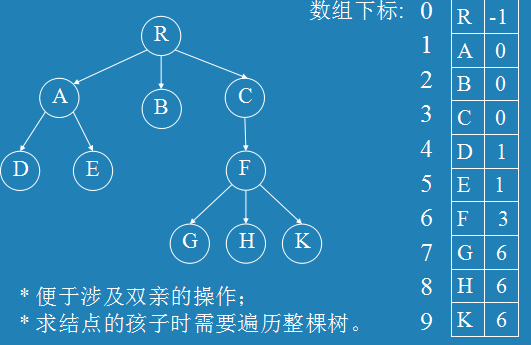 数组下标: 0 R -1
1 A 0
2 B 0
3 C 0
4 D 1
5 E 1
6 F 3
7 G 6
8 H 6
9 K 6
R
A B C
D E F
G H K
* 便于涉及双亲的操作；
* 求结点的孩子时需要遍历整棵树。